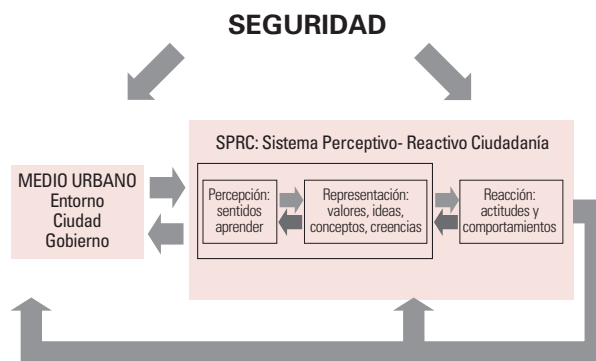 SEGURIDAD
SPRC: Sistema Perceptivo- Reactivo Ciudadanía
MEDIO URBANO
Entorno
Ciudad
Gobierno
Percepción:
sentidos
aprender
Representación:
valores, ideas,
conceptos, creencias
Reacción:
actitudes y
comportamientos